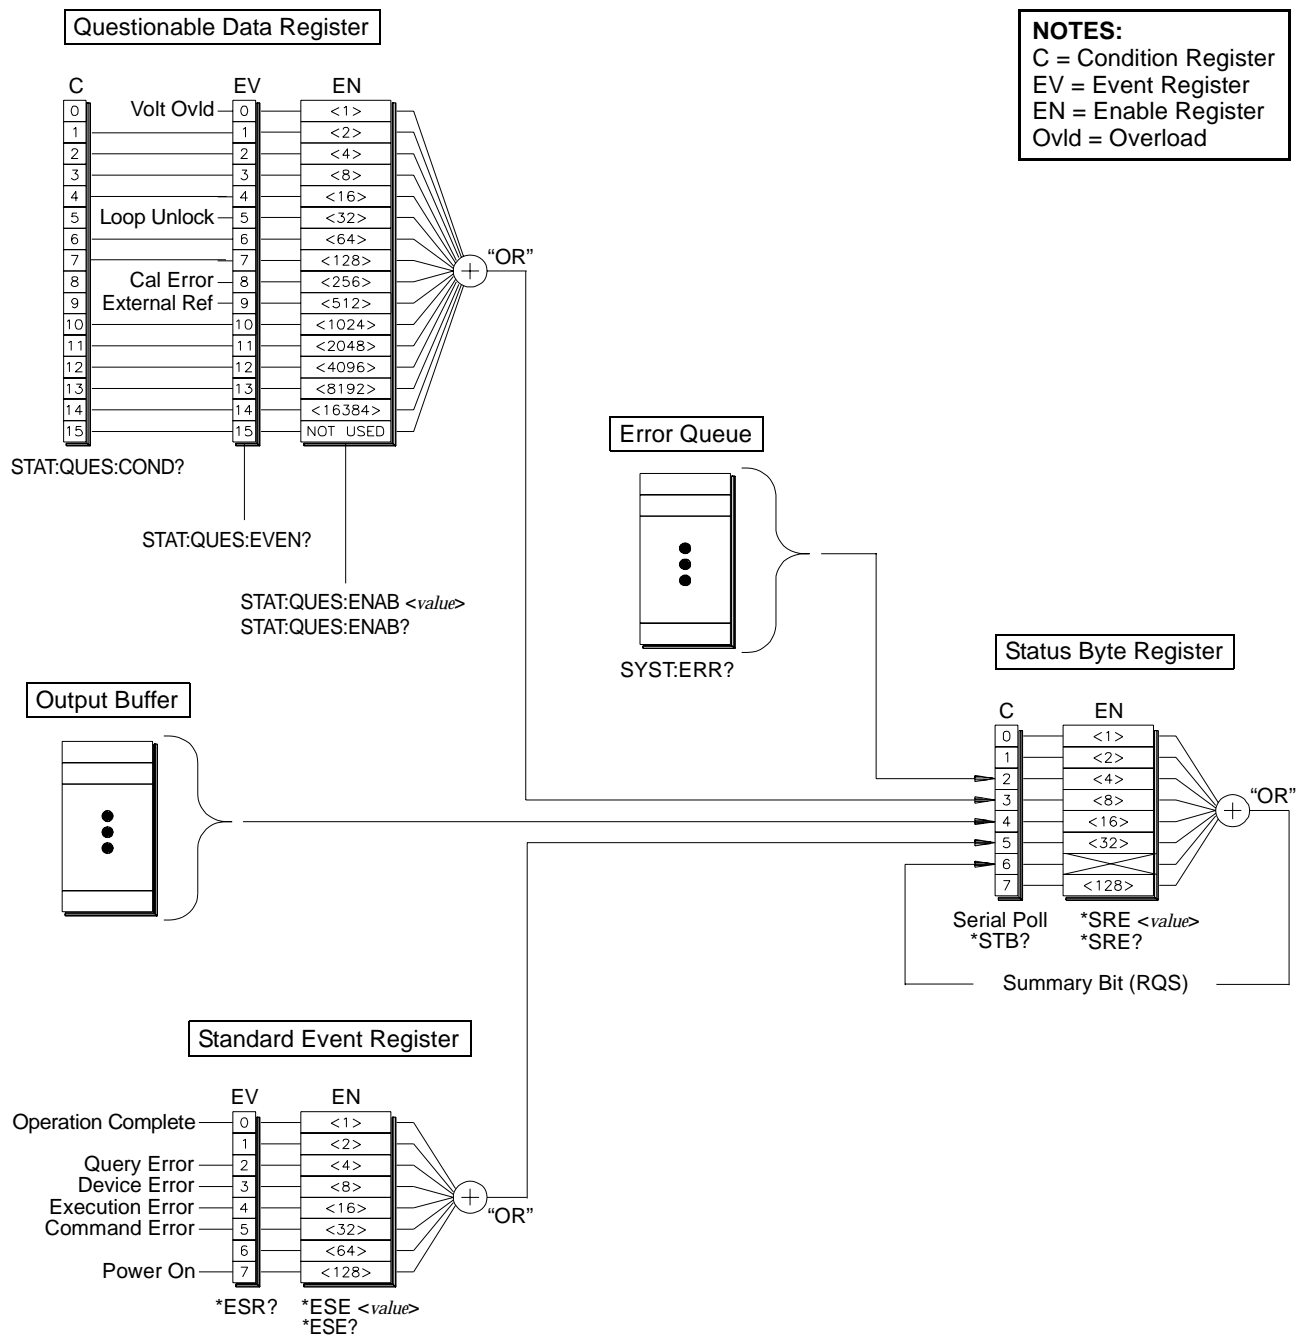 Questionable Data Register
NOTES:
C = Condition Register
EV = Event Register
EN = Enable Register
Ovld = Overload
C EV EN
0 Volt Ovld 0 <1>
1 1 <2>
2 2 <4>
3 3 <8>
4 4 <16>
5 Loop Unlock 5 <32>
6 6 <64>
7 7 <128>
8 Cal Error 8 <256>
9 External Ref 9 <512>
10 10 <1024>
11 11 <2048>
12 12 <4096>
13 13 <8192>
14 14 <16384>
15 15 NOT USED
"OR"
STAT:QUES:COND?
STAT:QUES:EVEN?
STAT:QUES:ENAB <value>
STAT:QUES:ENAB?
Error Queue
SYST:ERR?
Output Buffer
Status Byte Register
C EN
0 <1>
1 <2>
2 <4>
3 <8>
4 <16>
5 <32>
6
7 <128>
"OR"
Serial Poll
*STB?
*SRE <value>
*SRE?
Summary Bit (RQS)
Standard Event Register
EV EN
Operation Complete 0 <1>
1 <2>
Query Error 2 <4>
Device Error 3 <8>
Execution Error 4 <16>
Command Error 5 <32>
6 <64>
Power On 7 <128>
"OR"
*ESR?
*ESE <value>
*ESE?